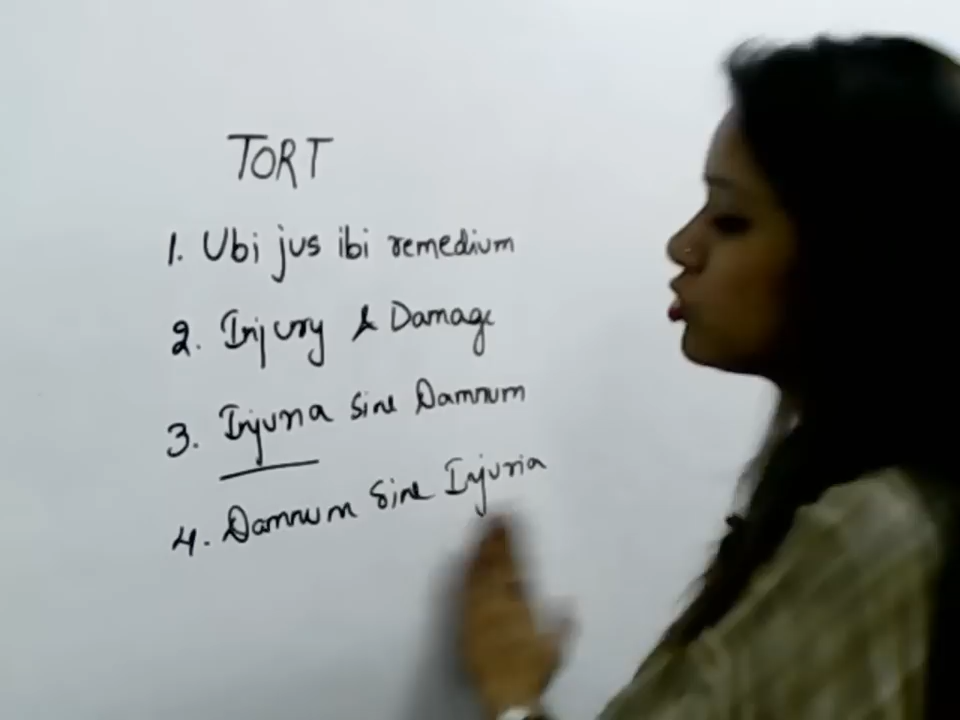 TORT
1. Ubi jus ibi remedium
2. Injury & Damage
3. Injuria Sine Damnum
4. Damnum Sine Injuria